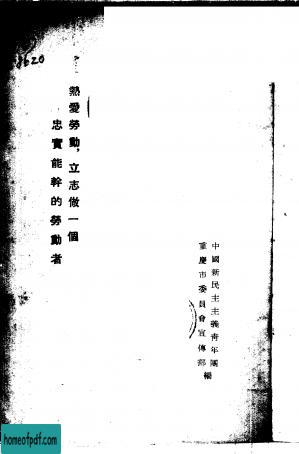 8620
熱愛勞動，立志做一個
忠實能幹的勞動者
中國新民主主義青年團
重慶市委員會宣傳部
編
homeofpdf.com